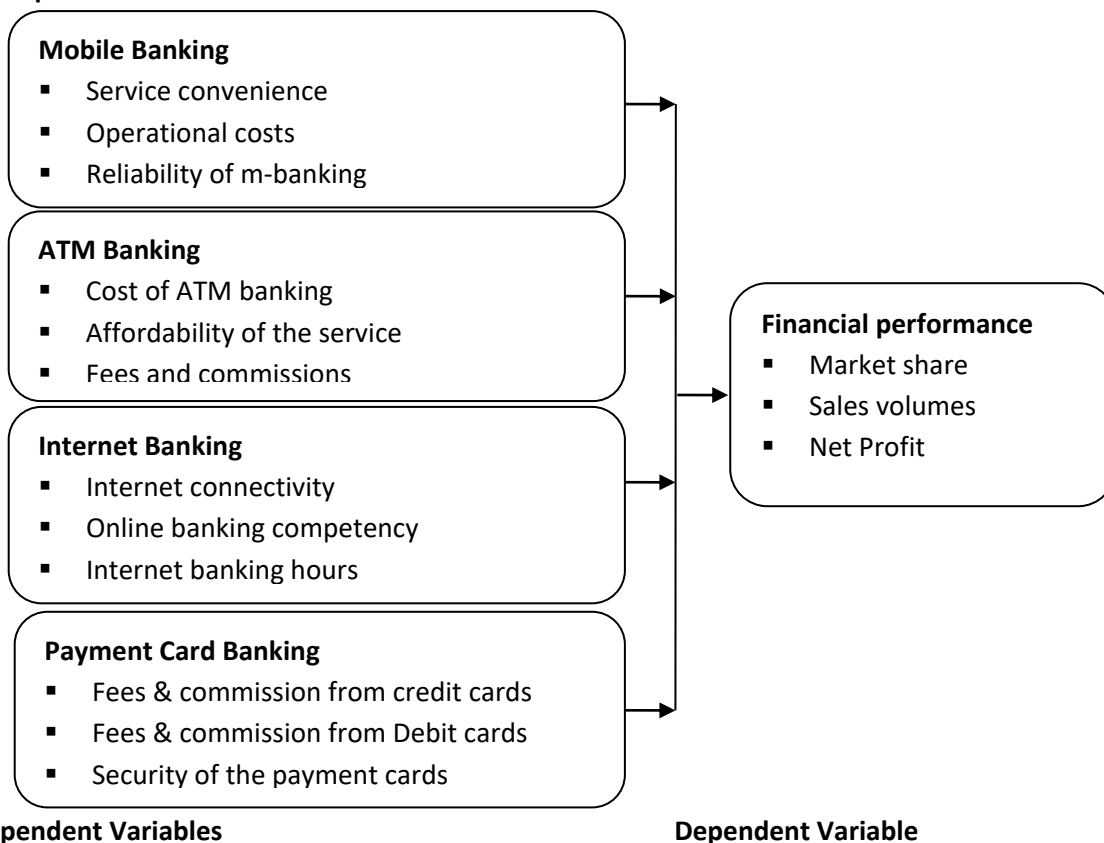 Mobile Banking
▪ Service convenience
▪ Operational costs
▪ Reliability of m-banking
ATM Banking
▪ Cost of ATM banking
▪ Affordability of the service
▪ Fees and commissions
Internet Banking
▪ Internet connectivity
▪ Online banking competency
▪ Internet banking hours
Payment Card Banking
▪ Fees & commission from credit cards
▪ Fees & commission from Debit cards
▪ Security of the payment cards
Financial performance
▪ Market share
▪ Sales volumes
▪ Net Profit
pendent Variables
Dependent Variable